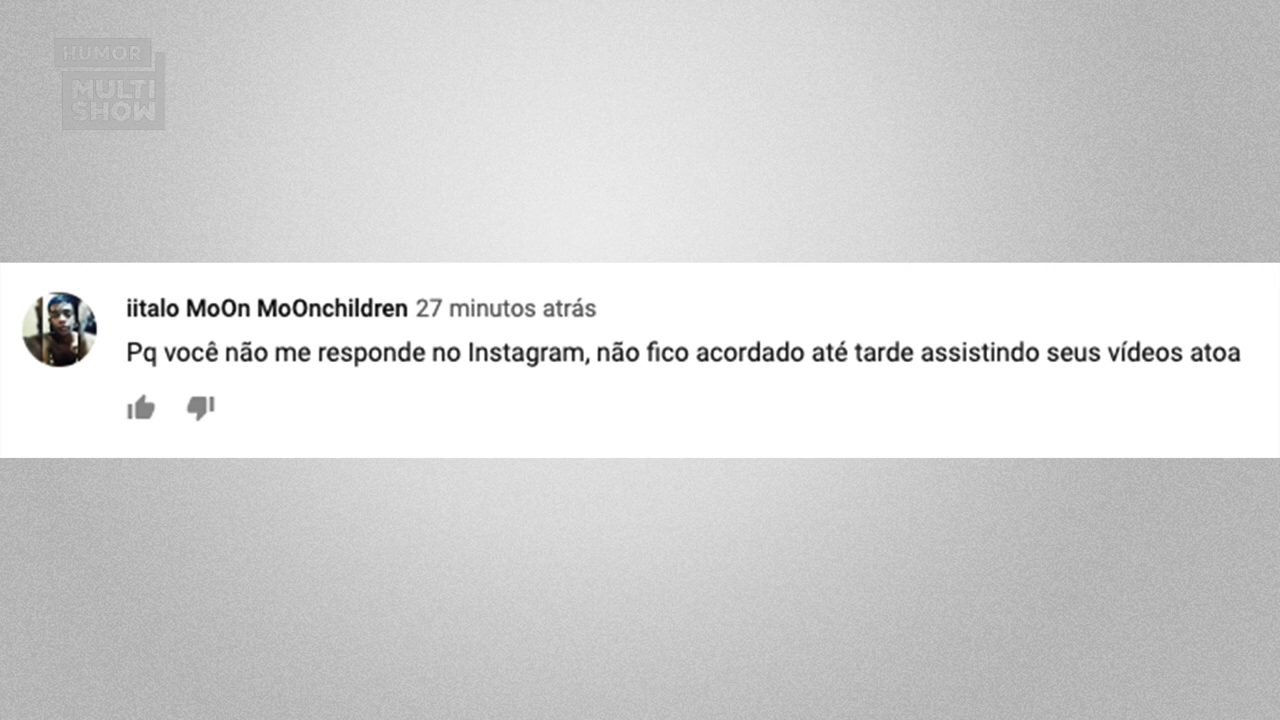 HUMOR
MULTI
SHOW
iitalo MoOn MoOnchildren 27 minutos atrás
Pq você não me responde no Instagram, não fico acordado até tarde assistindo seus vídeos atoa